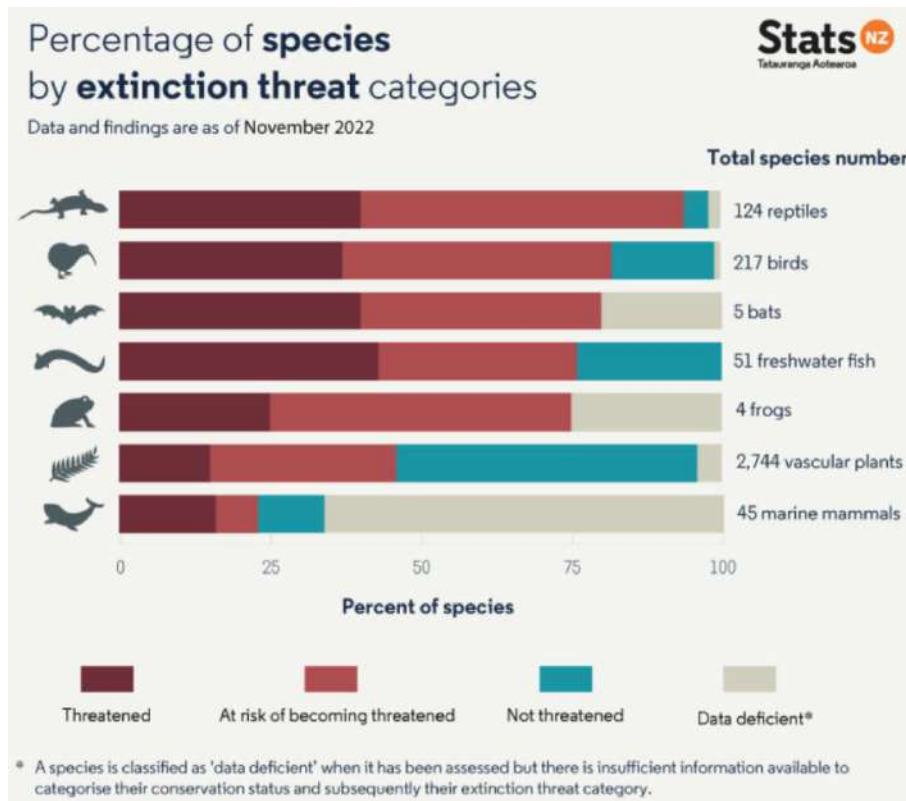 Percentage of species
by extinction threat categories
Data and findings are as of November 2022
Stats NZ
Tatauranga Aotearoa
Total species number
124 reptiles
217 birds
5 bats
51 freshwater fish
4 frogs
2,744 vascular plants
45 marine mammals
0 25 50 75 100
Percent of species
Threatened At risk of becoming threatened Not threatened Data deficient*
* A species is classified as 'data deficient' when it has been assessed but there is insufficient information available to
categorise their conservation status and subsequently their extinction threat category.